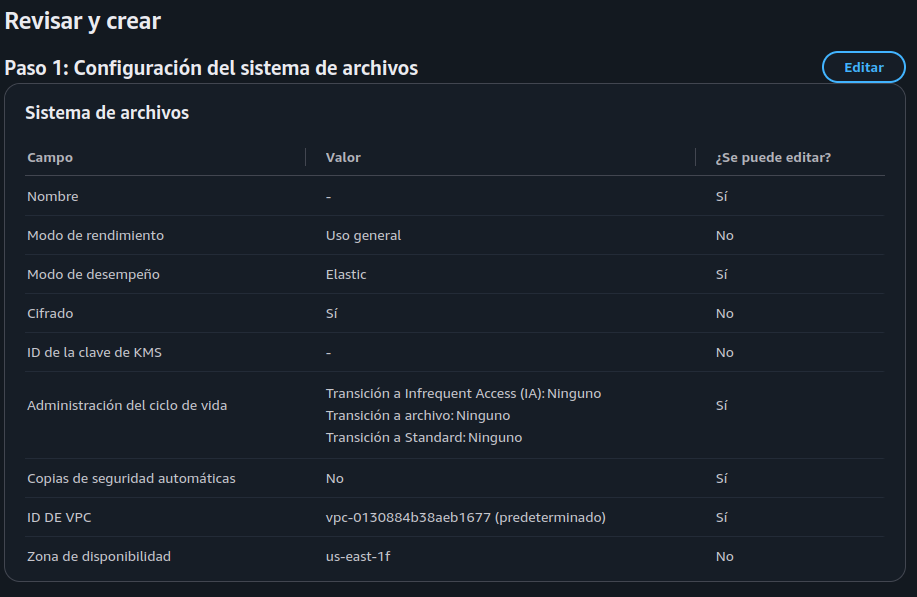 Revisar y crear
Paso 1: Configuración del sistema de archivos
Editar
Sistema de archivos
Campo Valor ¿Se puede editar?
Nombre - Sí
Modo de rendimiento Uso general No
Modo de desempeño Elastic Sí
Cifrado Sí No
ID de la clave de KMS - No
Transición a Infrequent Access (IA): Ninguno
Administración del ciclo de vida Transición a archivo: Ninguno Sí
Transición a Standard: Ninguno
Copias de seguridad automáticas No Sí
ID DE VPC vpc-0130884b38aeb1677 (predeterminado) Sí
Zona de disponibilidad us-east-1f No